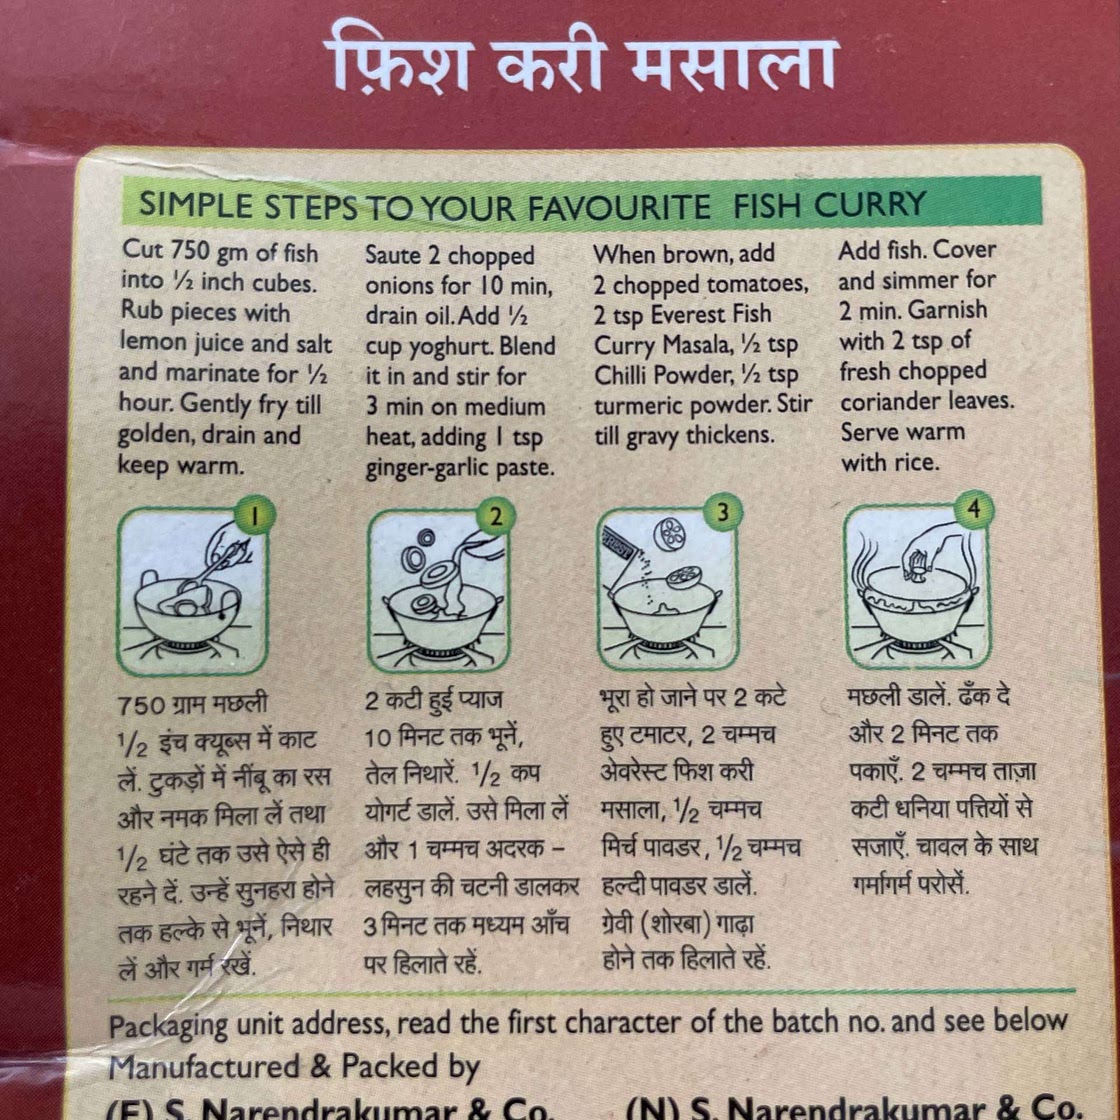 फ़िश करी मसाला
SIMPLE STEPS TO YOUR FAVOURITE FISH CURRY
Cut 750 gm of fish
into ½ inch cubes.
Rub pieces with
lemon juice and salt
and marinate for ½
hour. Gently fry till
golden, drain and
keep warm.
Saute 2 chopped
onions for 10 min,
drain oil. Add ½
cup yoghurt. Blend
it in and stir for
3 min on medium
heat, adding 1 tsp
ginger-garlic paste.
When brown, add
2 chopped tomatoes,
2 tsp Everest Fish
Curry Masala, ½ tsp
Chilli Powder, ½ tsp
turmeric powder. Stir
till gravy thickens.
Add fish. Cover
and simmer for
2 min. Garnish
with 2 tsp of
fresh chopped
coriander leaves.
Serve warm
with rice.
1
2
3
4
750 ग्राम मछली
1/2 इंच क्यूब्स में काट
लें. टुकड़ों में नींबू का रस
और नमक मिला लें तथा
1/2 घंटे तक उसे ऐसे ही
रहने दें. उन्हें सुनहरा होने
तक हल्के से भूनें, निथार
लें और गर्म रखें.
2 कटी हुई प्याज
10 मिनट तक भूनें,
तेल निथारें. 1/2 कप
योगर्ट डालें. उसे मिला लें
और 1 चम्मच अदरक –
लहसुन की चटनी डालकर
3 मिनट तक मध्यम आँच
पर हिलाते रहें.
भूरा हो जाने पर 2 कटे
हुए टमाटर, 2 चम्मच
अेवरेस्ट फिश करी
मसाला, 1/2 चम्मच
मिर्च पावडर, 1/2 चम्मच
हल्दी पावडर डालें.
ग्रेवी (शोरबा) गाढ़ा
होने तक हिलाते रहें.
मछली डालें. ढँक दे
और 2 मिनट तक
पकाएँ. 2 चम्मच ताज़ा
कटी धनिया पत्तियों से
सजाएँ. चावल के साथ
गर्मागर्म परोसें.
Packaging unit address, read the first character of the batch no. and see below
Manufactured & Packed by
(E) S. Narendrakumar & Co. (N) S. Narendrakumar & Co.